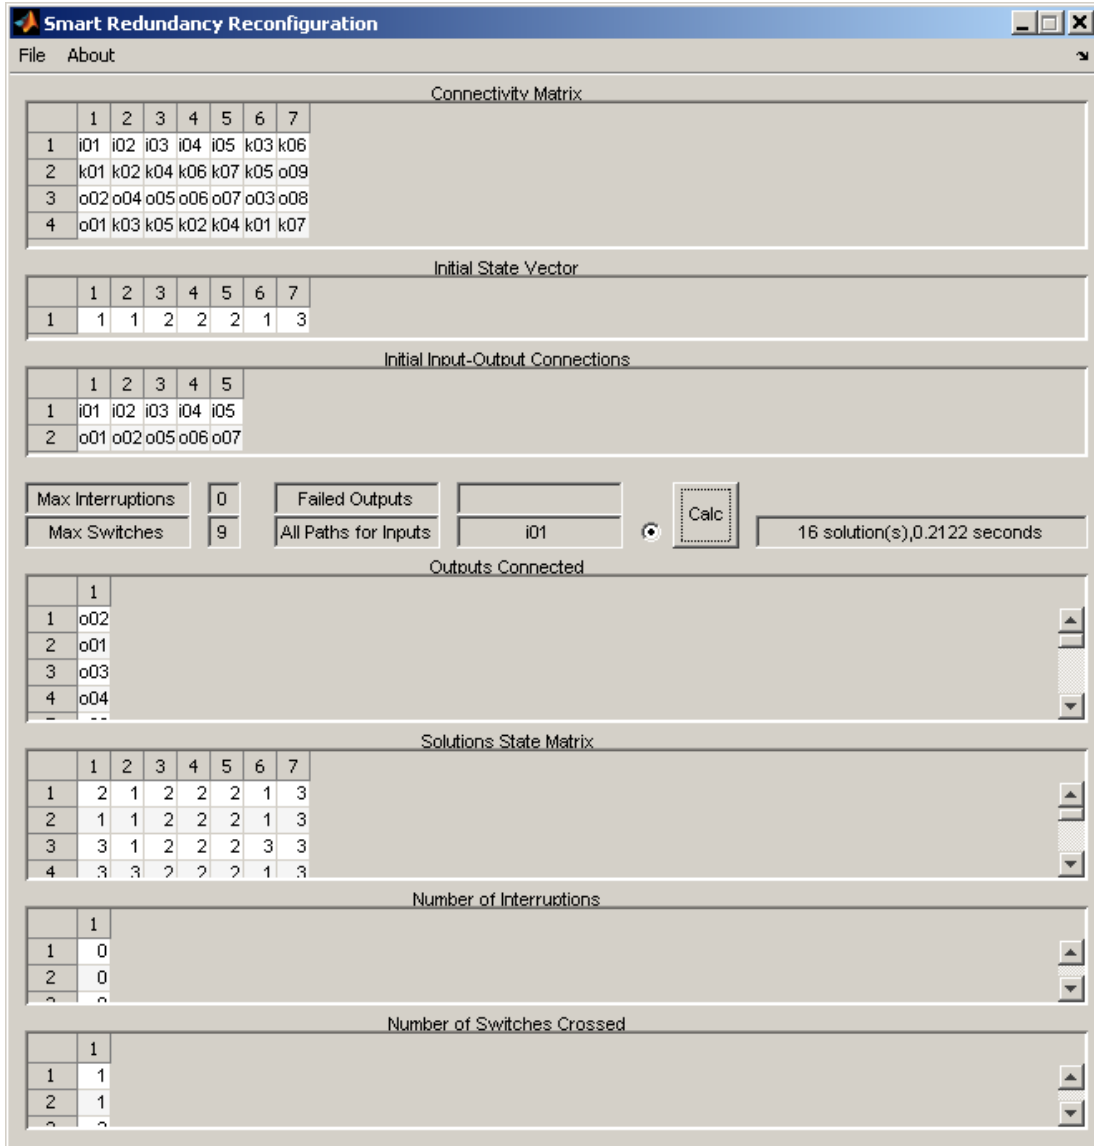 Smart Redundancy Reconfiguration
File About
Connectivity Matrix
1 2 3 4 5 6 7
1 i01 i02 i03 i04 i05 k03 k06
2 k01 k02 k04 k06 k07 k05 o09
3 o02 o04 o05 o06 o07 o03 o08
4 o01 k03 k05 k02 k04 k01 k07
Initial State Vector
1 2 3 4 5 6 7
1 1 1 2 2 2 1 3
Initial Input-Output Connections
1 2 3 4 5
1 i01 i02 i03 i04 i05
2 o01 o02 o05 o06 o07
Max Interruptions 0 Failed Outputs
Max Switches 9 All Paths for Inputs i01 Calc 16 solution(s),0.2122 seconds
Outputs Connected
1
1 o02
2 o01
3 o03
4 o04
Solutions State Matrix
1 2 3 4 5 6 7
1 2 1 2 2 2 1 3
2 1 1 2 2 2 1 3
3 3 1 2 2 2 3 3
4 3 3 2 2 2 1 3
Number of Interruptions
1
1 0
2 0
Number of Switches Crossed
1
1 1
2 1